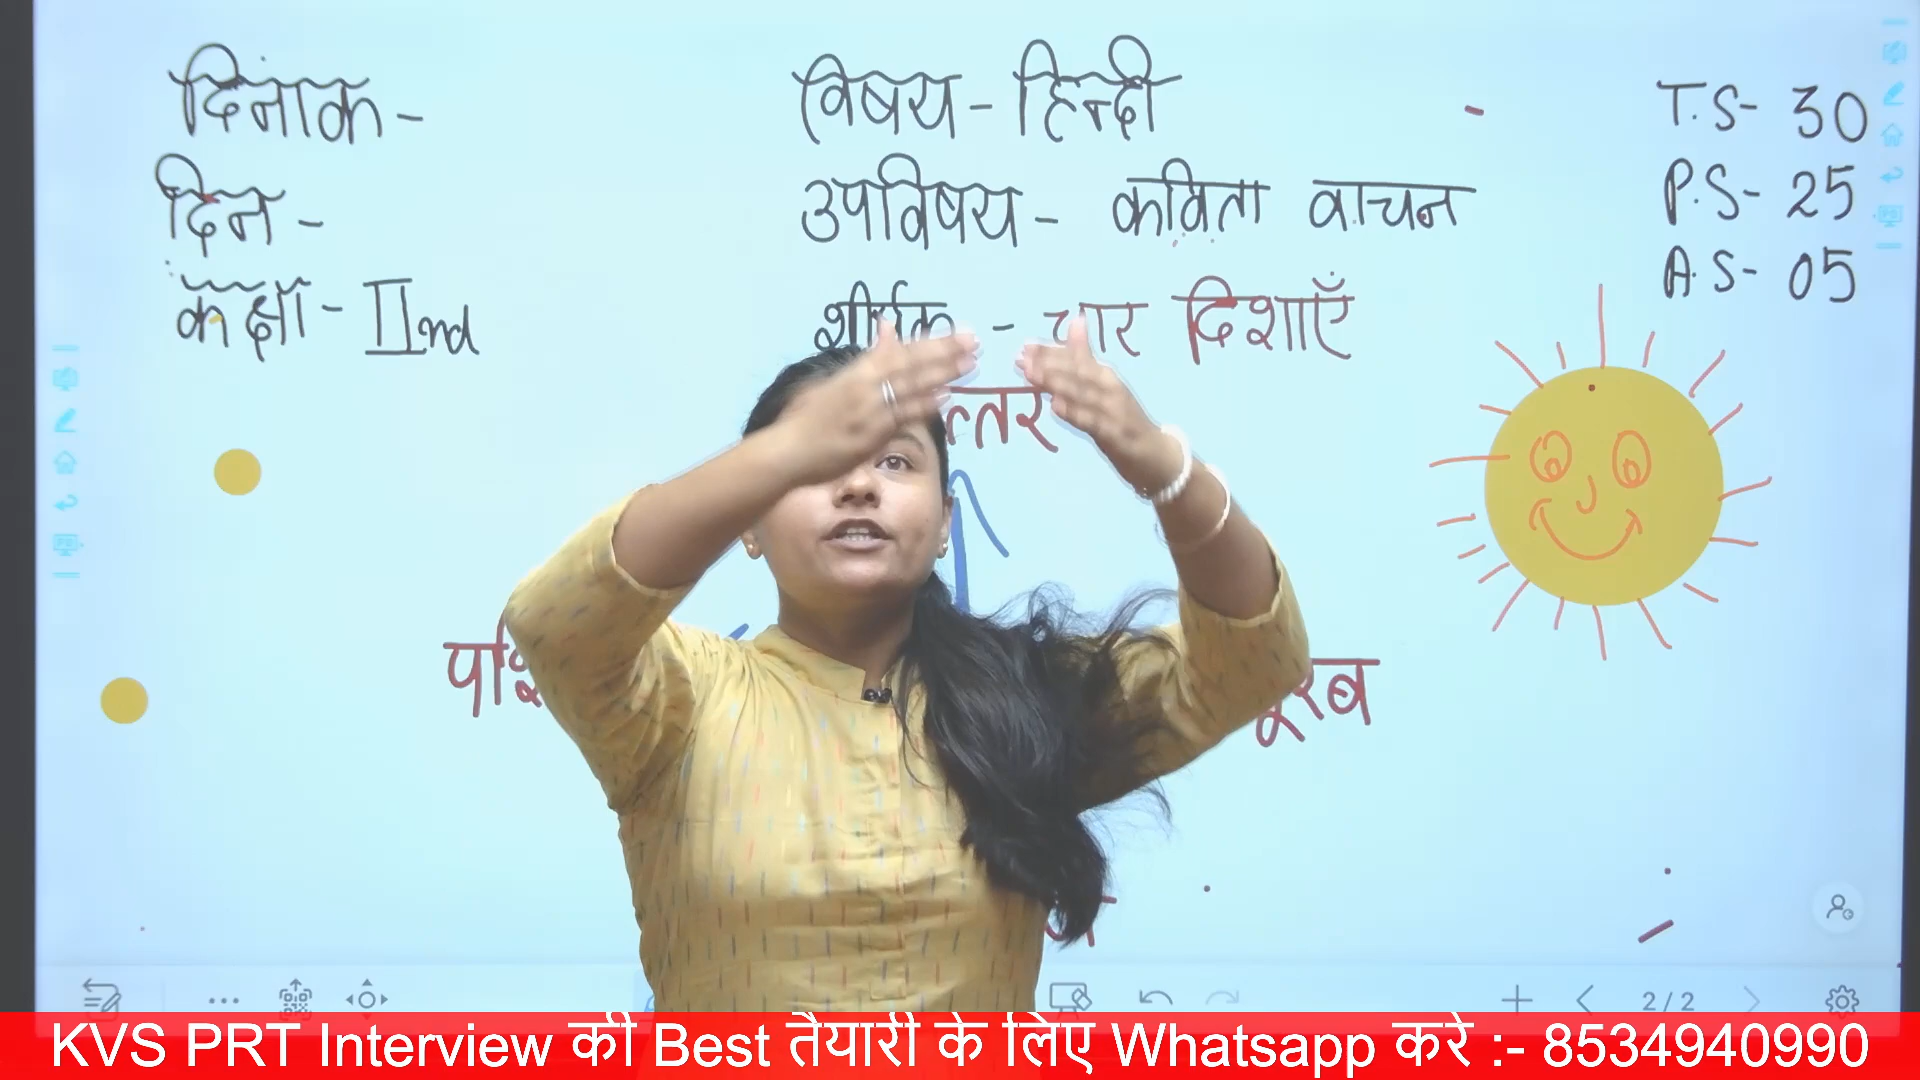 दिनांक -
विषय - हिन्दी
T.S- 30
दिन -
उपविषय - कविता वाचन
P.S- 25
कक्षा - IInd
शीर्षक - चार दिशाएँ
A.S- 05
2/2
KVS PRT Interview की Best तैयारी के लिए Whatsapp करे :- 8534940990